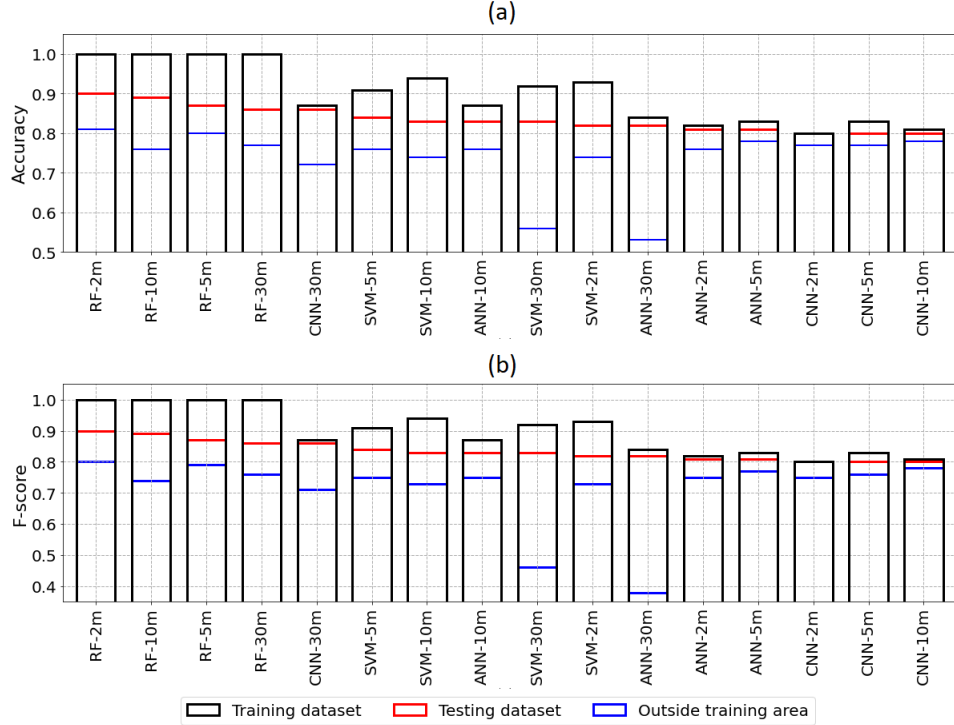 (a)
Accuracy
1.0
0.9
0.8
0.7
0.6
0.5
RF-2m
RF-10m
RF-5m
RF-30m
CNN-30m
SVM-5m
SVM-10m
ANN-10m
SVM-30m
SVM-2m
ANN-30m
ANN-2m
ANN-5m
CNN-2m
CNN-5m
CNN-10m
(b)
F-score
1.0
0.9
0.8
0.7
0.6
0.5
0.4
RF-2m
RF-10m
RF-5m
RF-30m
CNN-30m
SVM-5m
SVM-10m
ANN-10m
SVM-30m
SVM-2m
ANN-30m
ANN-2m
ANN-5m
CNN-2m
CNN-5m
CNN-10m
Training dataset
Testing dataset
Outside training area